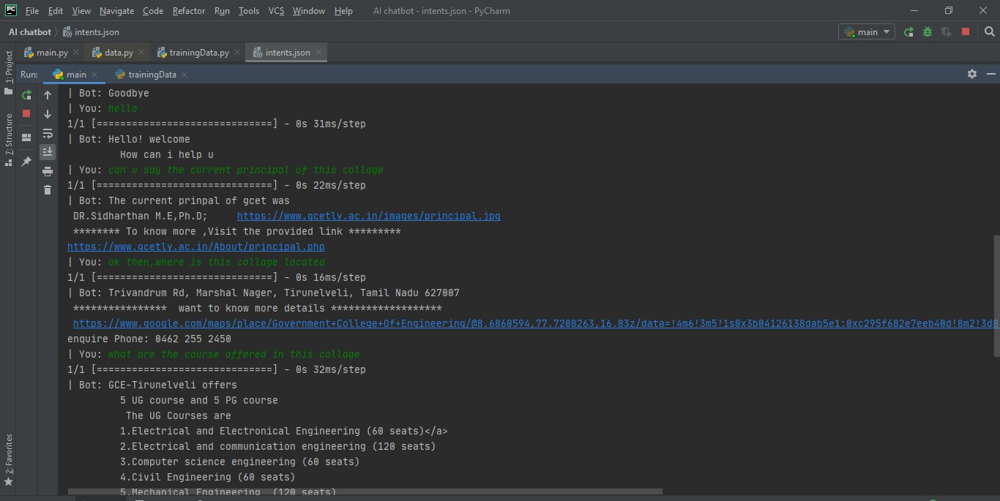 PC File Edit View Navigate Code Refactor Run Tools VCS Window Help AI chatbot - intents.json - PyCharm
AI chatbot intents.json main
main.py data.py trainingData.py intents.json
1: Project
7: Structure
2: Favorites
Run: main trainingData
| Bot: Goodbye
| You: hello
1/1 [==============================] - 0s 31ms/step
| Bot: Hello! welcome
How can i help u
| You: can u say the current principal of this collage
1/1 [==============================] - 0s 22ms/step
| Bot: The current prinpal of gcet was
DR.Sidharthan M.E,Ph.D; https://www.gcetly.ac.in/images/principal.jpg
******** To know more ,Visit the provided link *********
https://www.gcetly.ac.in/About/principal.php
| You: ok then,where is this collage located
1/1 [==============================] - 0s 16ms/step
| Bot: Trivandrum Rd, Marshal Nager, Tirunelveli, Tamil Nadu 627007
**************** want to know more details *******************
https://www.google.com/maps/place/Government+College+Of+Engineering/@8.6860594,77.7208263,16.83z/data=!4m6!3m5!1s0x3b04126138dab5e1:0xc295f682e7eeb40d!8m2!3d8
enquire Phone: 0462 255 2450
| You: what are the course offered in this collage
1/1 [==============================] - 0s 32ms/step
| Bot: GCE-Tirunelveli offers
5 UG course and 5 PG course
The UG Courses are
1.Electrical and Electronical Engineering (60 seats)</a>
2.Electrical and communication engineering (120 seats)
3.Computer science engineering (60 seats)
4.Civil Engineering (60 seats)
5.Mechanical Engineering (120 seats)